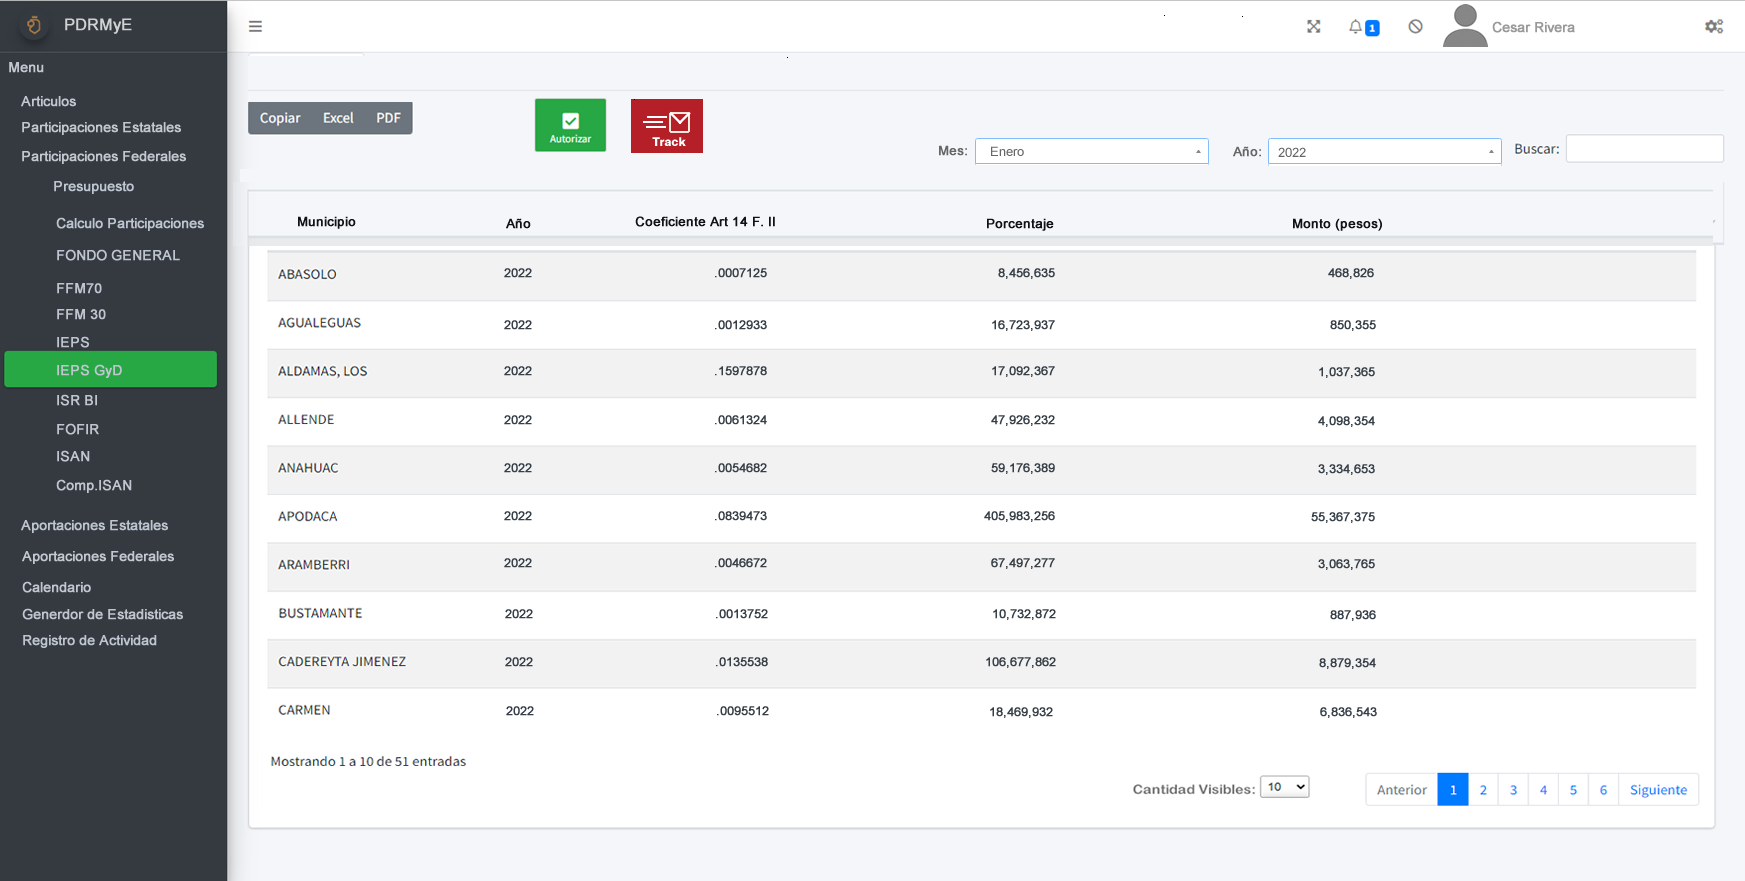 PDRMyE
1
Cesar Rivera
Menu
Articulos
Participaciones Estatales
Participaciones Federales
Presupuesto
Calculo Participaciones
FONDO GENERAL
FFM70
FFM 30
IEPS
IEPS GyD
ISR BI
FOFIR
ISAN
Comp.ISAN
Aportaciones Estatales
Aportaciones Federales
Calendario
Generdor de Estadisticas
Registro de Actividad
Copiar Excel PDF
Autorizar
Track
Mes: Enero Año: 2022 Buscar:
Municipio Año Coeficiente Art 14 F. II Porcentaje Monto (pesos)
ABASOLO 2022 .0007125 8,456,635 468,826
AGUALEGUAS 2022 .0012933 16,723,937 850,355
ALDAMAS, LOS 2022 .1597878 17,092,367 1,037,365
ALLENDE 2022 .0061324 47,926,232 4,098,354
ANAHUAC 2022 .0054682 59,176,389 3,334,653
APODACA 2022 .0839473 405,983,256 55,367,375
ARAMBERRI 2022 .0046672 67,497,277 3,063,765
BUSTAMANTE 2022 .0013752 10,732,872 887,936
CADEREYTA JIMENEZ 2022 .0135538 106,677,862 8,879,354
CARMEN 2022 .0095512 18,469,932 6,836,543
Mostrando 1 a 10 de 51 entradas
Cantidad Visibles: 10
Anterior 1 2 3 4 5 6 Siguiente